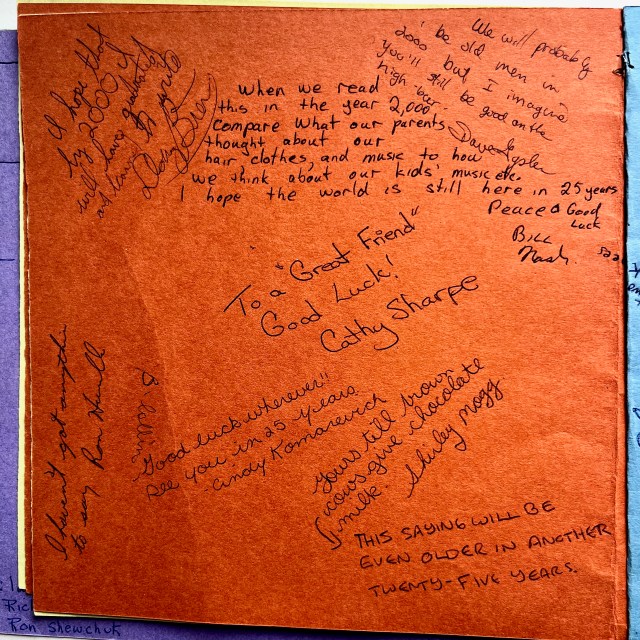 I hope that
by 2000 you
will have graduated
and
We will probably
be old men in
2000 but I imagine
you'll still be good on the
high bar.
When we read
this in the year 2,000
compare what our parents
thought about our
hair clothes, and music to how
we think about our kids' music etc.
I hope the world is still here in 25 years
Peace & Good
Luck
Bill
Nash.
To a "Great Friend"
Good Luck!
Cathy Sharpe
I haven't got anything
to say Ron
Good luck wherever!!
see you in 25 years.
Cindy Komarevich
Yours till brown
cows give chocolate
milk. Shirley Mogg
THIS SAYING WILL BE
EVEN OLDER IN ANOTHER
TWENTY-FIVE YEARS.
Ron Shewchuk